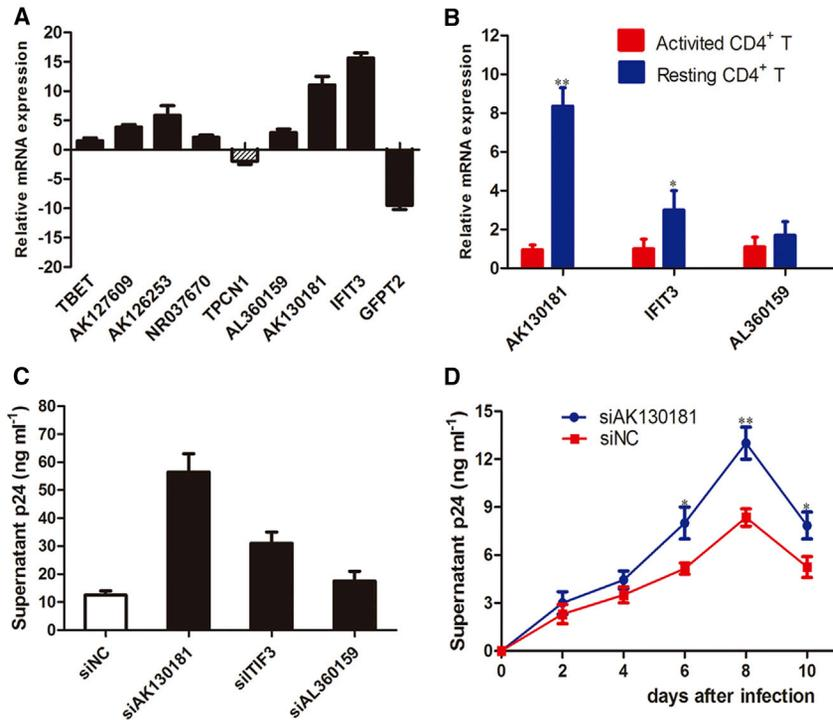 A
Relative mRNA expression
20
15
10
5
0
-5
-10
-15
-20
TBET
AK127609
AK126253
NR037670
TPCN1
AL360159
AK130181
IFIT3
GFPT2
B
Relative mRNA expression
12
10
8
6
4
2
0
Activited CD4+ T
Resting CD4+ T
**
*
AK130181
IFIT3
AL360159
C
Supernatant p24 (ng ml-1)
80
70
60
50
40
30
20
10
0
siNC
siAK130181
siITIF3
siAL360159
D
Supernatant p24 (ng ml-1)
15
12
9
6
3
0
siAK130181
siNC
*
**
*
0 2 4 6 8 10
days after infection